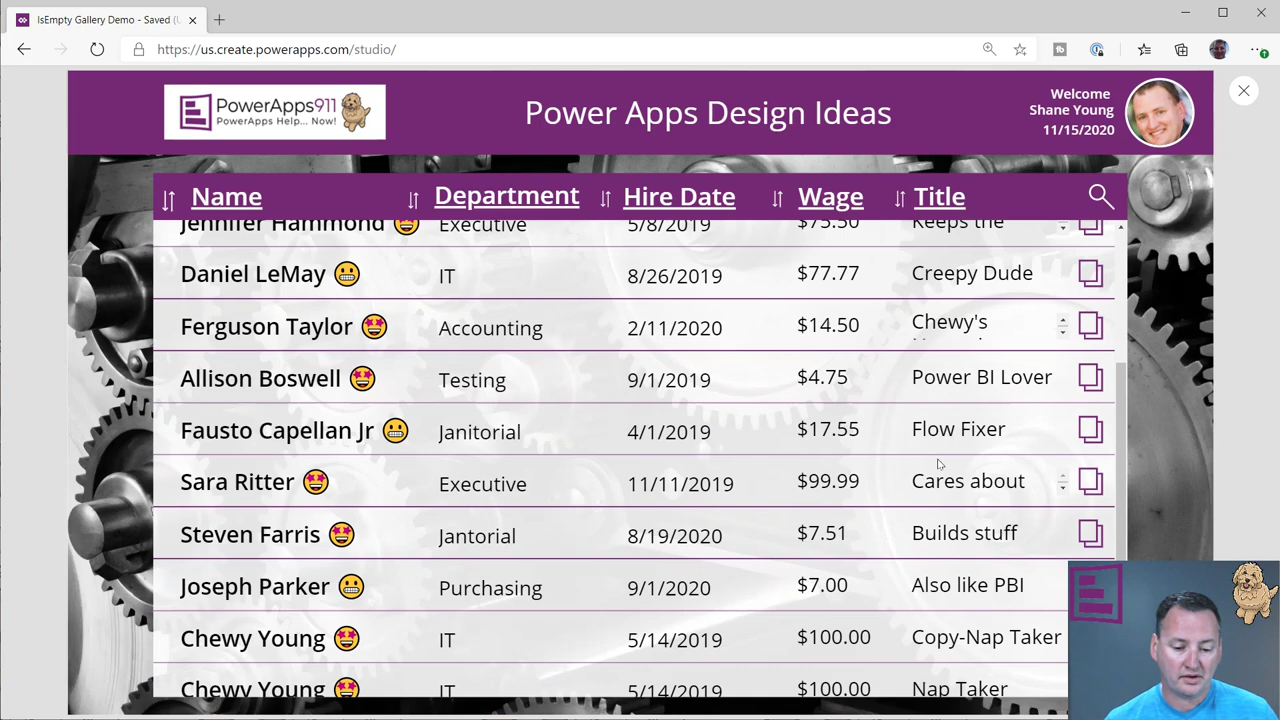 IsEmpty Gallery Demo - Saved (
https://us.create.powerapps.com/studio/
PowerApps911
PowerApps Help... Now!
Power Apps Design Ideas
Welcome
Shane Young
11/15/2020
Name Department Hire Date Wage Title
Jennifer Hammond Executive 5/8/2019 $75.50 Keeps the
Daniel LeMay IT 8/26/2019 $77.77 Creepy Dude
Ferguson Taylor Accounting 2/11/2020 $14.50 Chewy's
Allison Boswell Testing 9/1/2019 $4.75 Power BI Lover
Fausto Capellan Jr Janitorial 4/1/2019 $17.55 Flow Fixer
Sara Ritter Executive 11/11/2019 $99.99 Cares about
Steven Farris Jantorial 8/19/2020 $7.51 Builds stuff
Joseph Parker Purchasing 9/1/2020 $7.00 Also like PBI
Chewy Young IT 5/14/2019 $100.00 Copy-Nap Taker
Chewy Young IT 5/14/2019 $100.00 Nap Taker